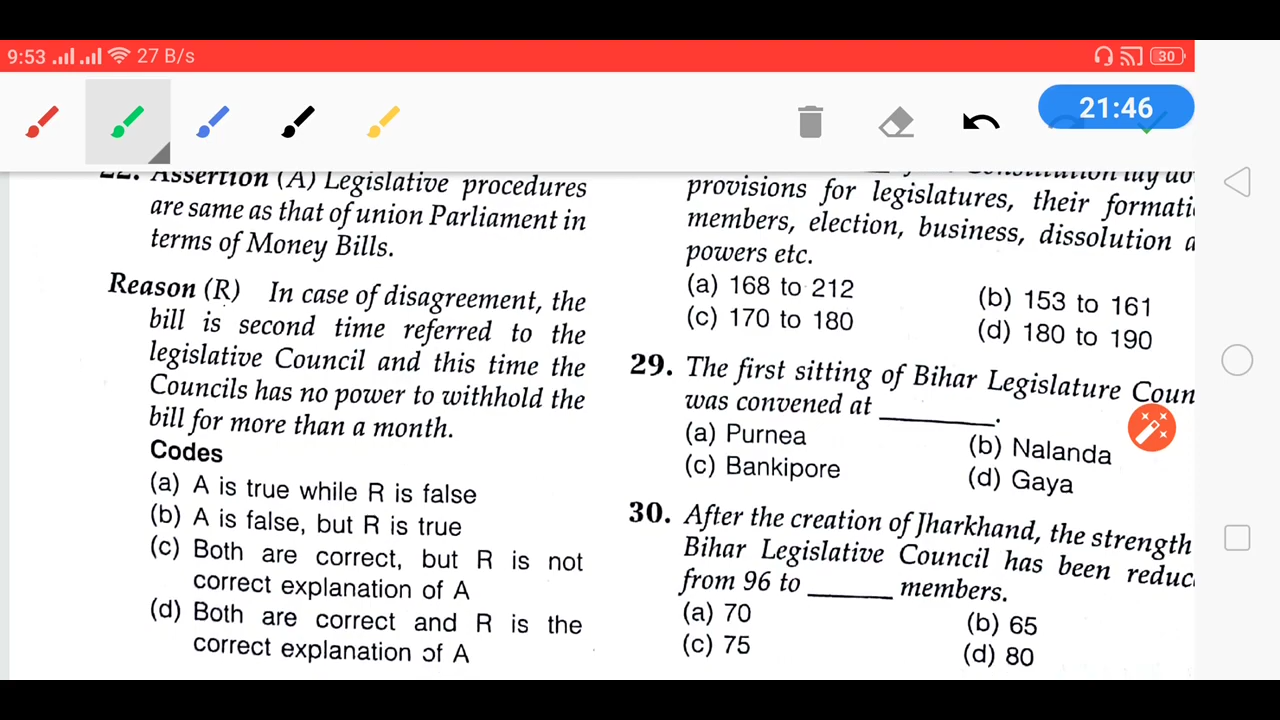 9:53 27 B/s
30
21:46
22. Assertion (A) Legislative procedures
are same as that of union Parliament in
terms of Money Bills.
Reason (R) In case of disagreement, the
bill is second time referred to the
legislative Council and this time the
Councils has no power to withhold the
bill for more than a month.
Codes
(a) A is true while R is false
(b) A is false, but R is true
(c) Both are correct, but R is not
correct explanation of A
(d) Both are correct and R is the
correct explanation of A
provisions for legislatures, their
members, election, business, dissolution
powers etc.
(a) 168 to 212 (b) 153 to 161
(c) 170 to 180 (d) 180 to 190
29. The first sitting of Bihar Legislature Coun
was convened at ______.
(a) Purnea (b) Nalanda
(c) Bankipore (d) Gaya
30. After the creation of Jharkhand, the strength
Bihar Legislative Council has been reduc
from 96 to ______ members.
(a) 70 (b) 65
(c) 75 (d) 80